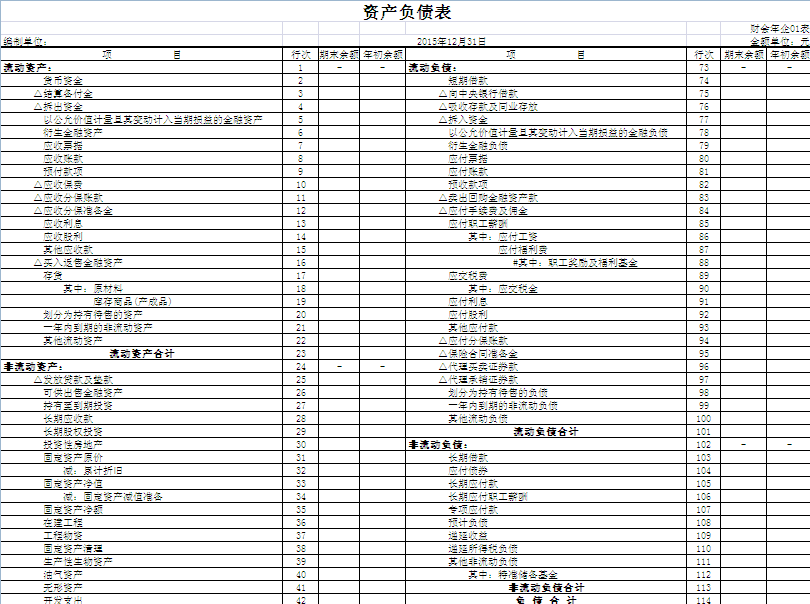 资产负债表
财会年企01表
编制单位： 2015年12月31日 金额单位：元
项 目 行次 期末余额 年初余额 项 目 行次 期末余额 年初余额
流动资产： 1 - - 流动负债： 73 - -
货币资金 2 短期借款 74
△结算备付金 3 △向中央银行借款 75
△拆出资金 4 △吸收存款及同业存放 76
以公允价值计量且其变动计入当期损益的金融资产 5 △拆入资金 77
衍生金融资产 6 以公允价值计量且其变动计入当期损益的金融负债 78
应收票据 7 衍生金融负债 79
应收账款 8 应付票据 80
预付款项 9 应付账款 81
△应收保费 10 预收款项 82
△应收分保账款 11 △卖出回购金融资产款 83
△应收分保准备金 12 △应付手续费及佣金 84
应收利息 13 应付职工薪酬 85
应收股利 14 其中：应付工资 86
其他应收款 15 应付福利费 87
△买入返售金融资产 16 #其中：职工奖励及福利基金 88
存货 17 应交税费 89
其中：原材料 18 其中：应交税金 90
库存商品(产成品) 19 应付利息 91
划分为持有待售的资产 20 应付股利 92
一年内到期的非流动资产 21 其他应付款 93
其他流动资产 22 △应付分保账款 94
流动资产合计 23 △保险合同准备金 95
非流动资产： 24 - - △代理买卖证券款 96
△发放贷款及垫款 25 △代理承销证券款 97
可供出售金融资产 26 划分为持有待售的负债 98
持有至到期投资 27 一年内到期的非流动负债 99
长期应收款 28 其他流动负债 100
长期股权投资 29 流动负债合计 101
投资性房地产 30 非流动负债： 102 - -
固定资产原价 31 长期借款 103
减：累计折旧 32 应付债券 104
固定资产净值 33 长期应付款 105
减：固定资产减值准备 34 长期应付职工薪酬 106
固定资产净额 35 专项应付款 107
在建工程 36 预计负债 108
工程物资 37 递延收益 109
固定资产清理 38 递延所得税负债 110
生产性生物资产 39 其他非流动负债 111
油气资产 40 其中：特准储备基金 112
无形资产 41 非流动负债合计 113
开发支出 42 负 债 合 计 114